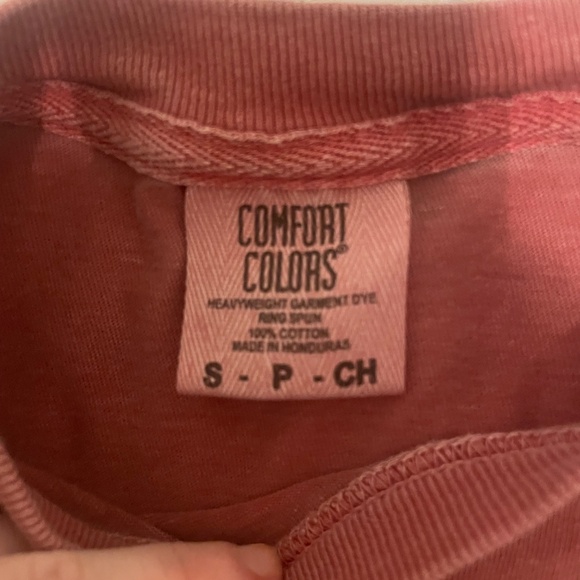 COMFORT
COLORS®
HEAVYWEIGHT GARMENT DYE
RING SPUN
100% COTTON
MADE IN HONDURAS
S - P - CH